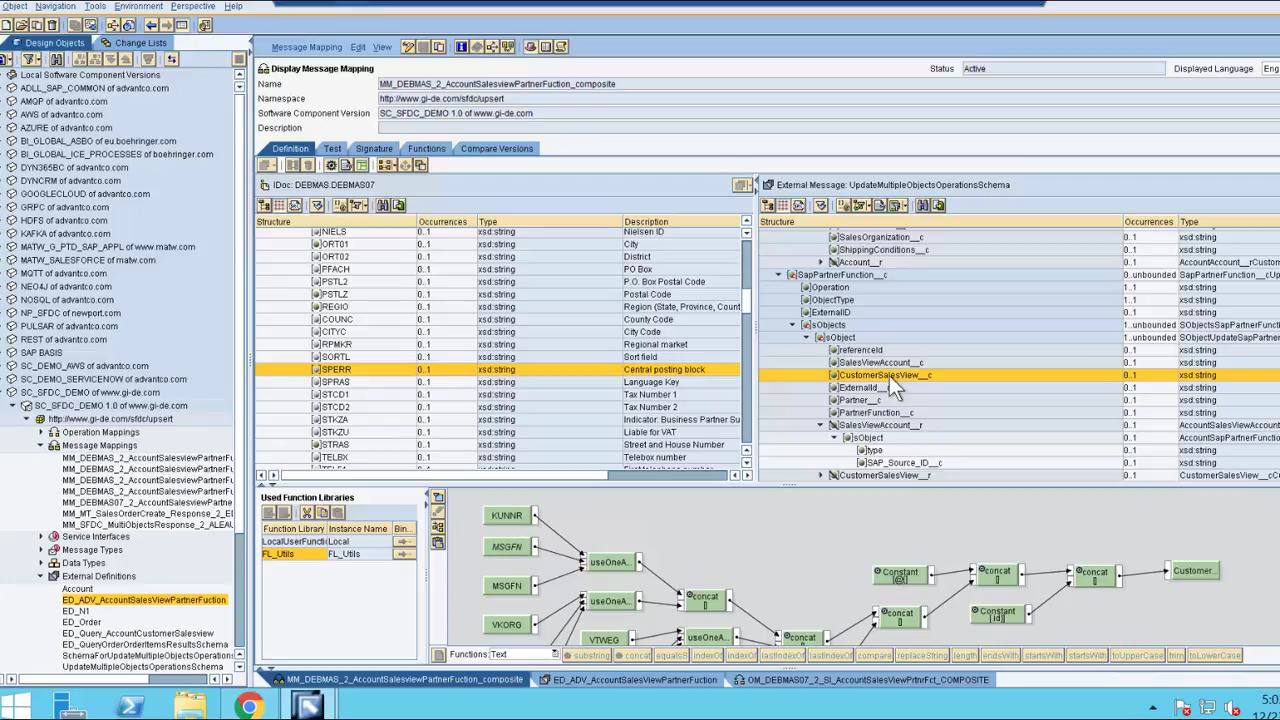 Object Navigation Tools Environment Perspective Help
Design Objects
Change Lists
Local Software Component Versions
ADLL_SAP_COMMON of advantco.com
AMQP of advantco.com
AWS of advantco.com
AZURE of advantco.com
BI_GLOBAL_ASBO of eu.boehringer.com
BI_GLOBAL_ICE_PROCESSES of boehringer.com
DYN365BC of advantco.com
DYNCRM of advantco.com
GOOGLECLOUD of advantco.com
GRPC of advantco.com
HDFS of advantco.com
KAFKA of advantco.com
MATW_G_PTD_SAP_APPL of www.matw.com
MATW_SALESFORCE of matw.com
MQTT of advantco.com
NEO4J of advantco.com
NOSQL of advantco.com
NP_SFDC of newport.com
PULSAR of advantco.com
REST of advantco.com
SAP BASIS
SC_DEMO_AWS of advantco.com
SC_DEMO_SERVICENOW of advantco.com
SC_SFDC_DEMO 1.0 of www.gi-de.com
http://www.gi-de.com/sfdc/upsert
Operation Mappings
Message Mappings
MM_DEBMAS_2_AccountSalesviewPartnerFu
MM_DEBMAS_2_AccountSalesviewPartnerFu
MM_DEBMAS_2_AccountSalesviewPartnerFu
MM_DEBMAS07_2_AccountSalesviewPartne
MM_MT_SalesOrderCreate_Response_2_ELE
MM_SFDC_MultiObjectsResponse_2_ALEAU
Service Interfaces
Message Types
Data Types
External Definitions
Account
ED_ADV_AccountSalesViewPartnerFuction
ED_N1
ED_Order
ED_Query_AccountCustomerSalesview
ED_QueryOrderOrderItemsResultsSchema
SchemaForUpdateMultipleObjectsOperations
UpdateMultipleObjectsOperationsSchema
Message Mapping Edit View
Display Message Mapping
Status Active Displayed Language Eng
Name MM_DEBMAS_2_AccountSalesviewPartnerFuction_composite
Namespace http://www.gi-de.com/sfdc/upsert
Software Component Version SC_SFDC_DEMO 1.0 of www.gi-de.com
Description
Definition Test Signature Functions Compare Versions
IDoc: DEBMAS.DEBMAS07
Structure Occurrences Type Description
NIELS 0..1 xsd:string Nielsen ID
ORT01 0..1 xsd:string City
ORT02 0..1 xsd:string District
PFACH 0..1 xsd:string PO Box
PSTL2 0..1 xsd:string P.O. Box Postal Code
PSTLZ 0..1 xsd:string Postal Code
REGIO 0..1 xsd:string Region (State, Province, Count
COUNC 0..1 xsd:string County Code
CITYC 0..1 xsd:string City Code
RPMKR 0..1 xsd:string Regional market
SORTL 0..1 xsd:string Sort field
SPERR 0..1 xsd:string Central posting block
SPRAS 0..1 xsd:string Language Key
STCD1 0..1 xsd:string Tax Number 1
STCD2 0..1 xsd:string Tax Number 2
STKZA 0..1 xsd:string Indicator: Business Partner Su
STKZU 0..1 xsd:string Liable for VAT
STRAS 0..1 xsd:string Street and House Number
TELBX 0..1 xsd:string Telebox number
External Message: UpdateMultipleObjectsOperationsSchema
Structure Occurrences Type
SalesOrganization__c 0..1 xsd:string
ShippingConditions__c 0..1 xsd:string
Account__r 0..1 AccountAccount__rCustom
SapPartnerFunction__c 0..unbounded SapPartnerFunction__cUp
Operation 1..1 xsd:string
ObjectType 1..1 xsd:string
ExternalID 0..1 xsd:string
sObjects 1..unbounded SObjectsSapPartnerFunct
sObject 1..unbounded SObjectUpdateSapPartner
referenceId 0..1 xsd:string
SalesViewAccount__c 0..1 xsd:string
CustomerSalesView__c 0..1 xsd:string
ExternalId__ 0..1 xsd:string
Partner__c 0..1 xsd:string
PartnerFunction__c 0..1 xsd:string
SalesViewAccount__r 0..1
sObject 0..1
type 0..1 xsd:string
SAP_Source_ID__c 0..1 xsd:string
CustomerSalesView__r 0..1
Used Function Libraries
Function Library Instance Name Bin...
LocalUserFuncti Local
FL_Utils FL_Utils
KUNNR
MSGFN
useOneA...
MSGFN
useOneA...
concat
[]
VKORG
VTWEG
useOneA...
concat
Constant
[@]
concat
[]
concat
[]
Customer...
Constant
[id]
concat
[]
Functions: Text substring concat equalsS indexOf indexOf lastIndexOf lastIndexOf compare replaceString length endsWith startsWith startsWith toUpperCase trim toLowerCase
MM_DEBMAS_2_AccountSalesviewPartnerFuction_composite
ED_ADV_AccountSalesViewPartnerFuction
OM_DEBMAS07_2_SI_AccountSalesviewPrtnrFct_COMPOSITE
5:0
12/2